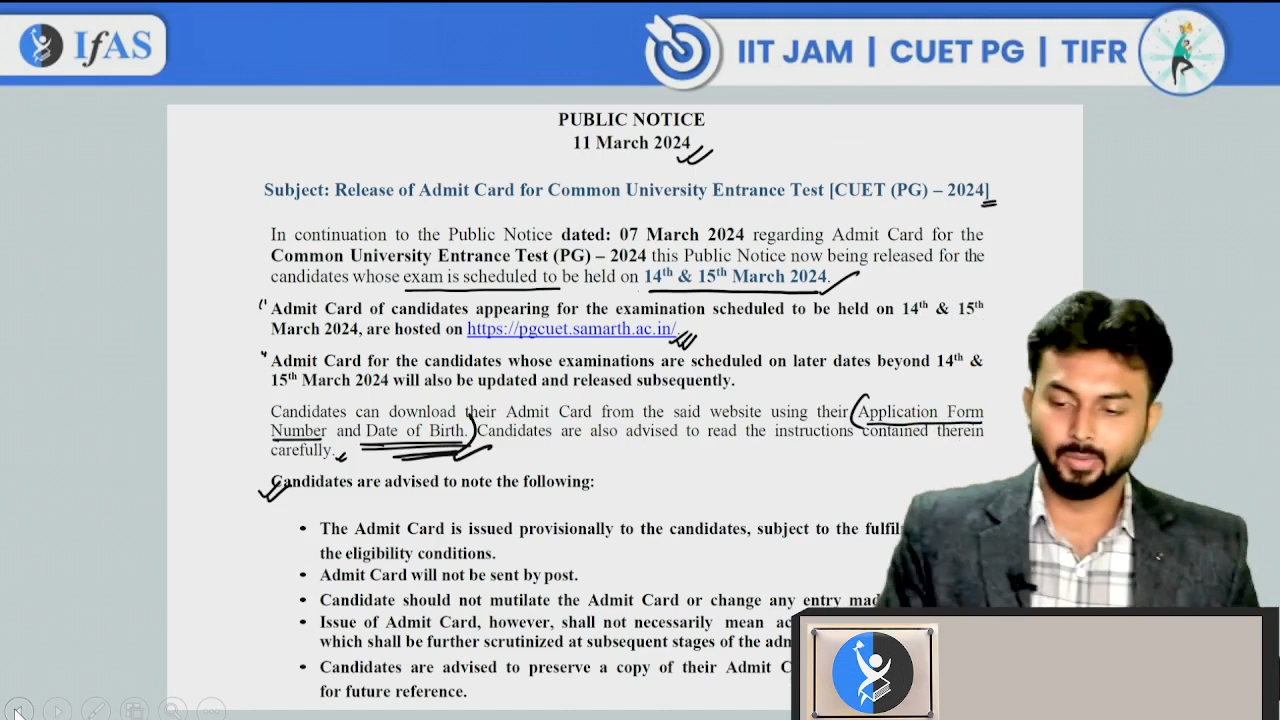 IfAS
IIT JAM | CUET PG | TIFR
PUBLIC NOTICE
11 March 2024
Subject: Release of Admit Card for Common University Entrance Test [CUET (PG) – 2024]
In continuation to the Public Notice dated: 07 March 2024 regarding Admit Card for the
Common University Entrance Test (PG) – 2024 this Public Notice now being released for the
candidates whose exam is scheduled to be held on 14th & 15th March 2024.
Admit Card of candidates appearing for the examination scheduled to be held on 14th & 15th
March 2024, are hosted on https://pgcuet.samarth.ac.in/.
Admit Card for the candidates whose examinations are scheduled on later dates beyond 14th &
15th March 2024 will also be updated and released subsequently.
Candidates can download their Admit Card from the said website using their Application Form
Number and Date of Birth. Candidates are also advised to read the instructions contained therein
carefully.
Candidates are advised to note the following:
• The Admit Card is issued provisionally to the candidates, subject to the
the eligibility conditions.
• Admit Card will not be sent by post.
• Candidate should not mutilate the Admit Card or change any entry
• Issue of Admit Card, however, shall not necessarily mean
which shall be further scrutinized at subsequent stages of the
• Candidates are advised to preserve a copy of their Admit
for future reference.